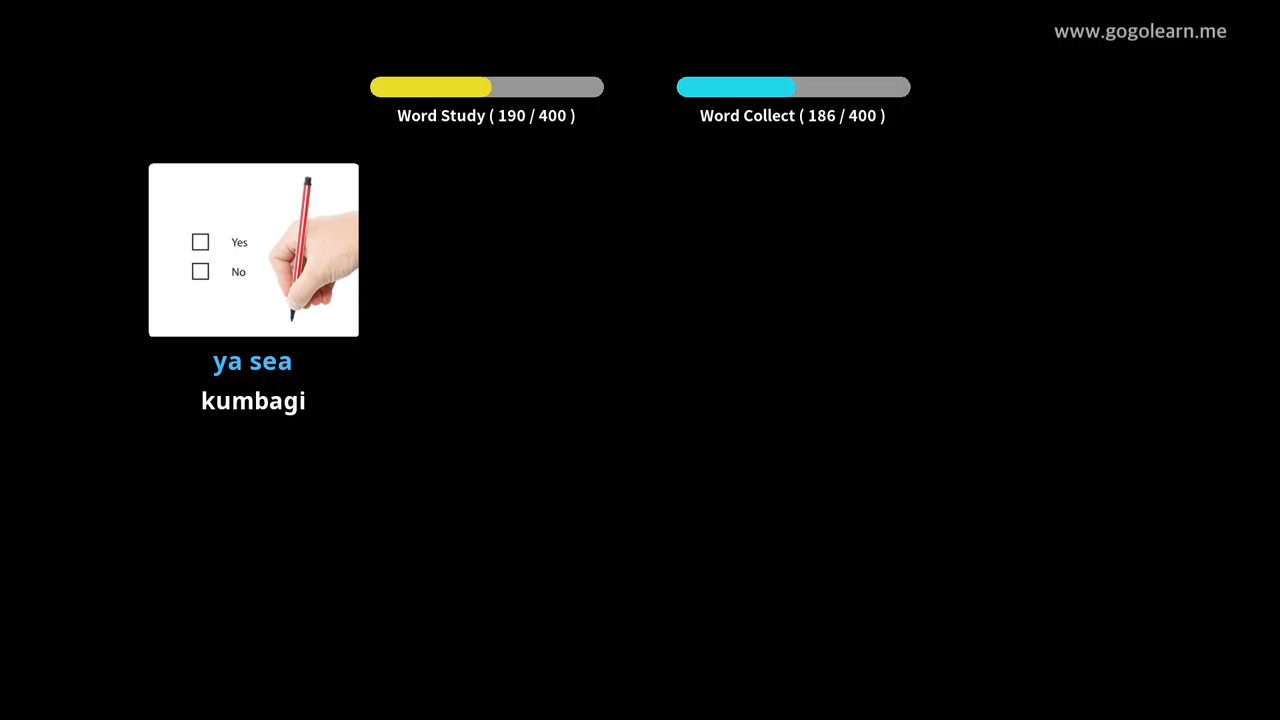 www.gogolearn.me
Word Study ( 190 / 400 )
Word Collect ( 186 / 400 )
Yes
No
ya sea
kumbagi